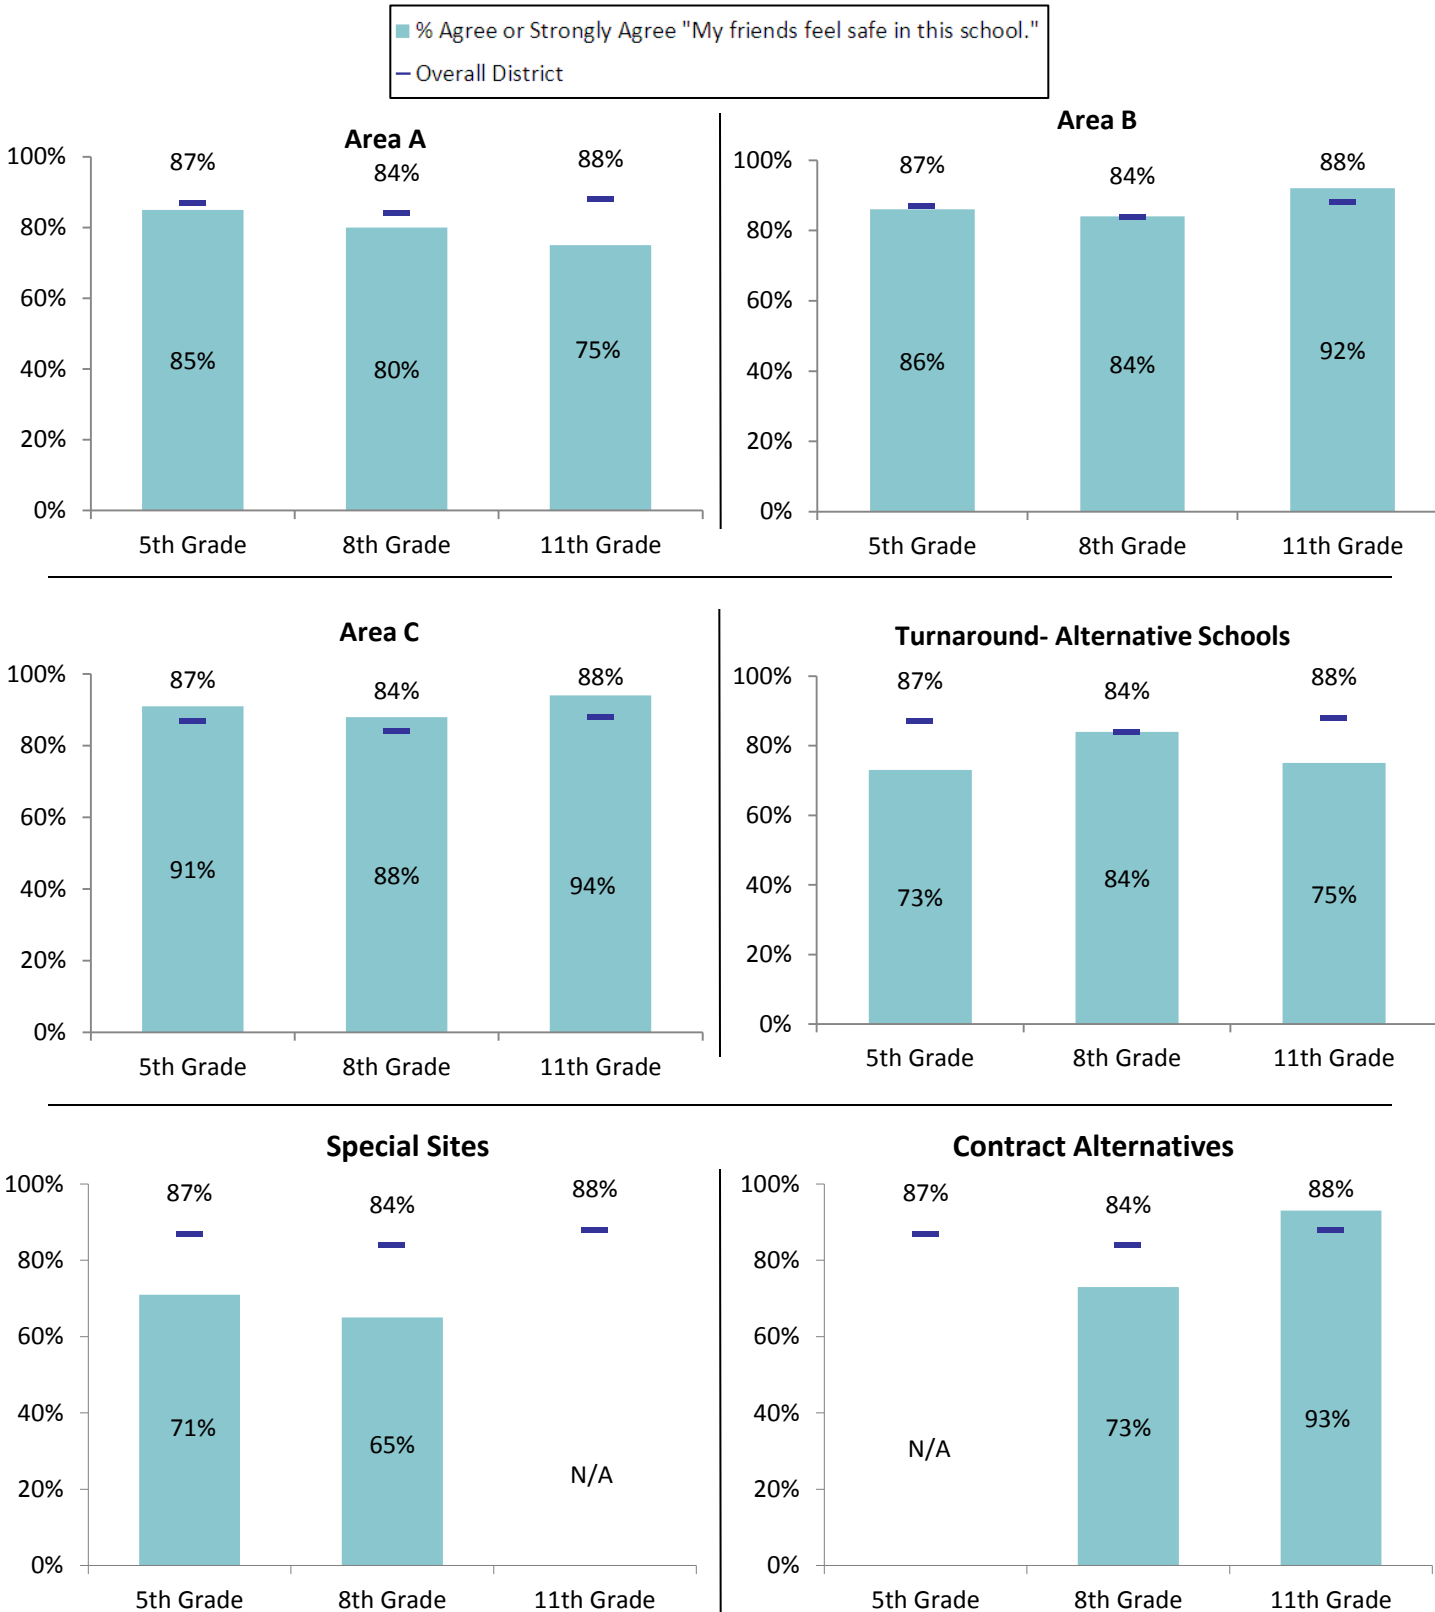 % Agree or Strongly Agree "My friends feel safe in this school."
Overall District
Area A
100%
80%
60%
40%
20%
0%
87%
84%
88%
85%
80%
75%
5th Grade
8th Grade
11th Grade
Area B
100%
80%
60%
40%
20%
0%
87%
84%
88%
86%
84%
92%
5th Grade
8th Grade
11th Grade
Area C
100%
80%
60%
40%
20%
0%
87%
84%
88%
91%
88%
94%
5th Grade
8th Grade
11th Grade
Turnaround- Alternative Schools
100%
80%
60%
40%
20%
0%
87%
84%
88%
73%
84%
75%
5th Grade
8th Grade
11th Grade
Special Sites
100%
80%
60%
40%
20%
0%
87%
84%
88%
71%
65%
N/A
5th Grade
8th Grade
11th Grade
Contract Alternatives
100%
80%
60%
40%
20%
0%
87%
84%
88%
N/A
73%
93%
5th Grade
8th Grade
11th Grade